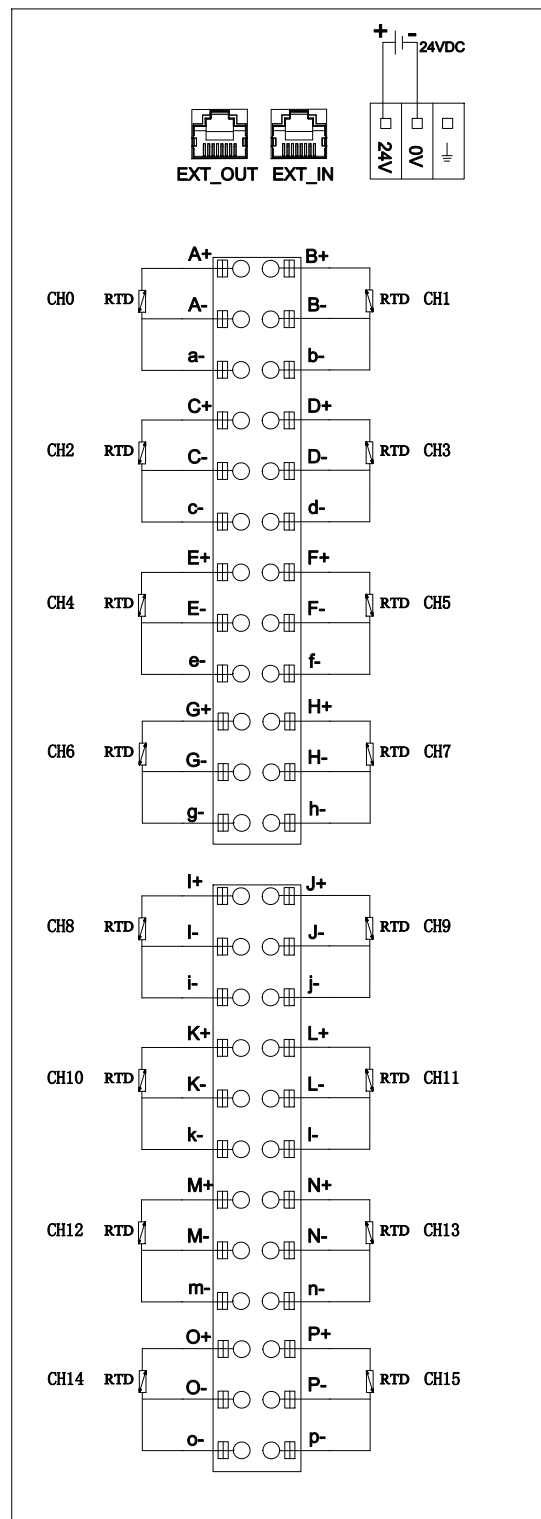 + - 24VDC
24V 0V
EXT_OUT EXT_IN
A+ B+
CH0 RTD A- B- RTD CH1
a- b-
C+ D+
CH2 RTD C- D- RTD CH3
c- d-
E+ F+
CH4 RTD E- F- RTD CH5
e- f-
G+ H+
CH6 RTD G- H- RTD CH7
g- h-
I+ J+
CH8 RTD I- J- RTD CH9
i- j-
K+ L+
CH10 RTD K- L- RTD CH11
k- l-
M+ N+
CH12 RTD M- N- RTD CH13
m- n-
O+ P+
CH14 RTD O- P- RTD CH15
o- p-